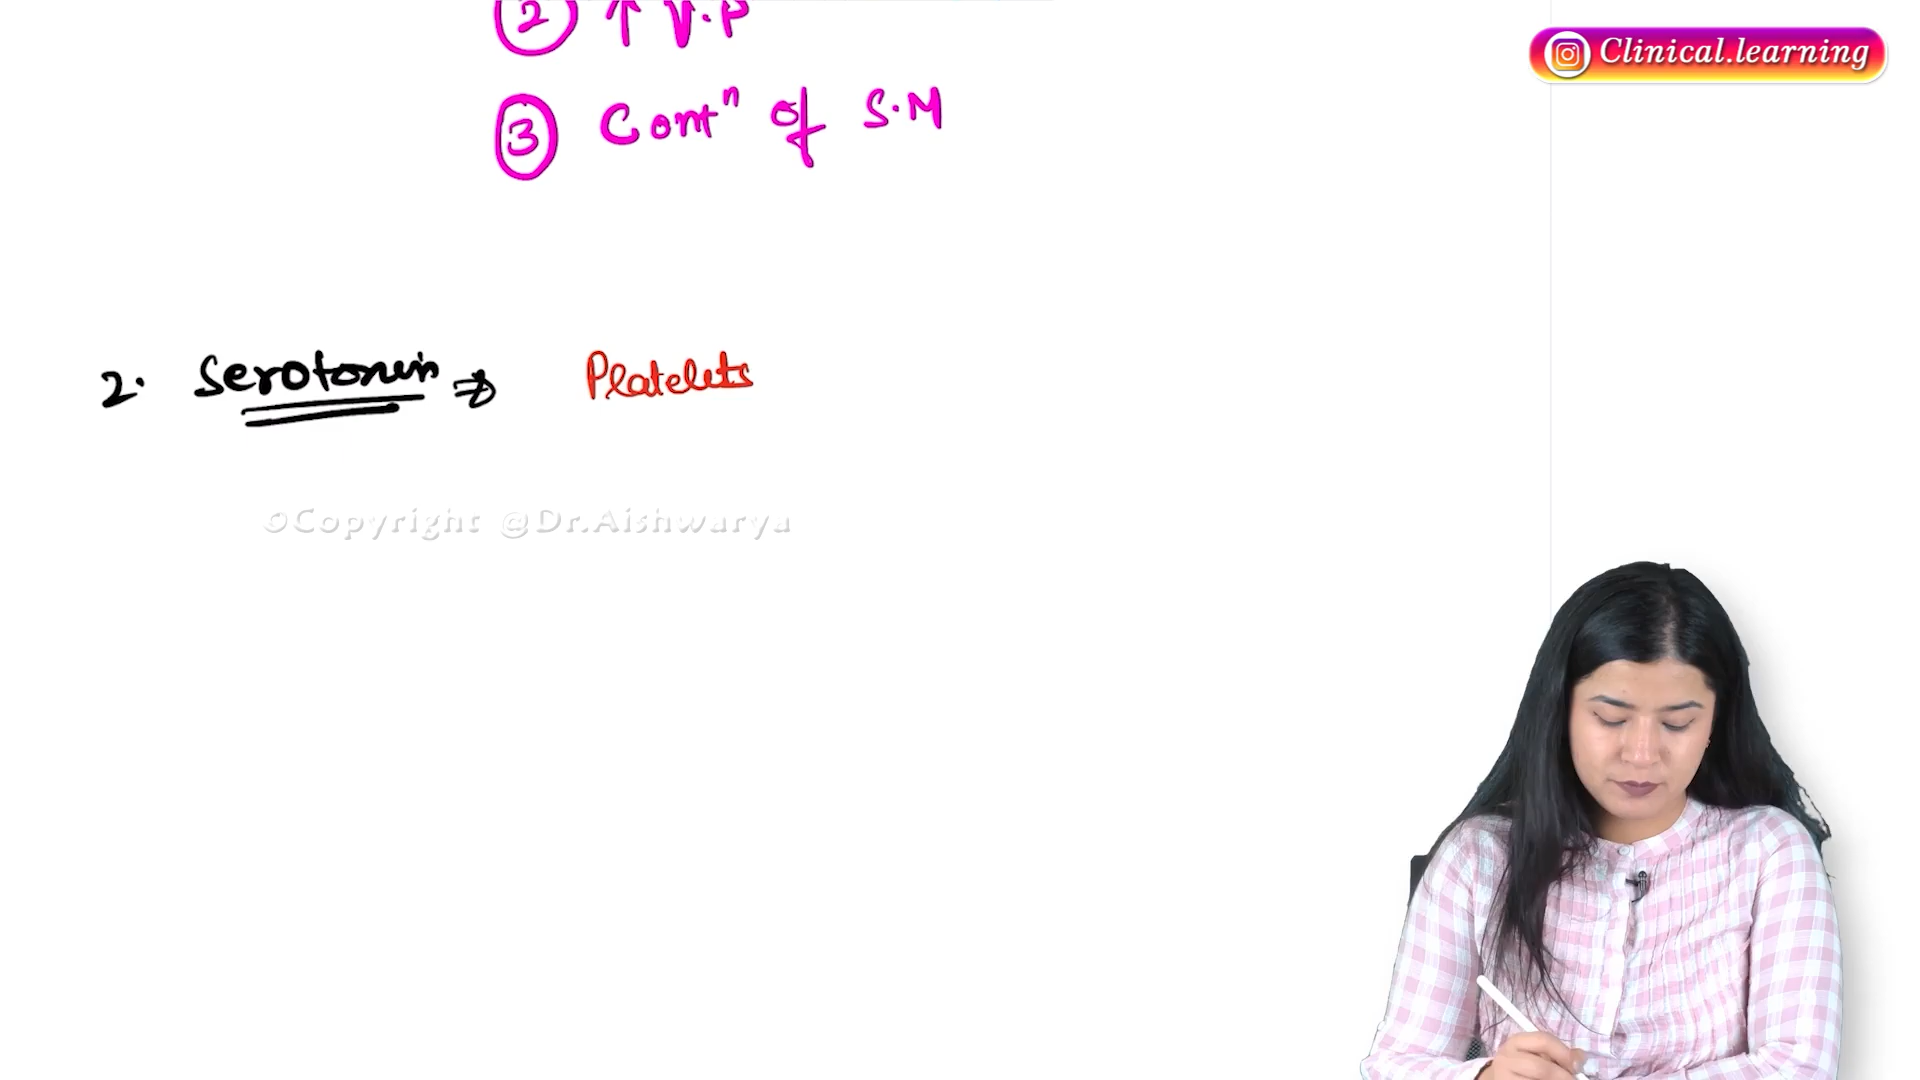 ② ↑ V.P
Clinical.learning
③ Contⁿ of S.M
2. Serotonin ⇒ Platelets
©Copyright @Dr.Aishwarya